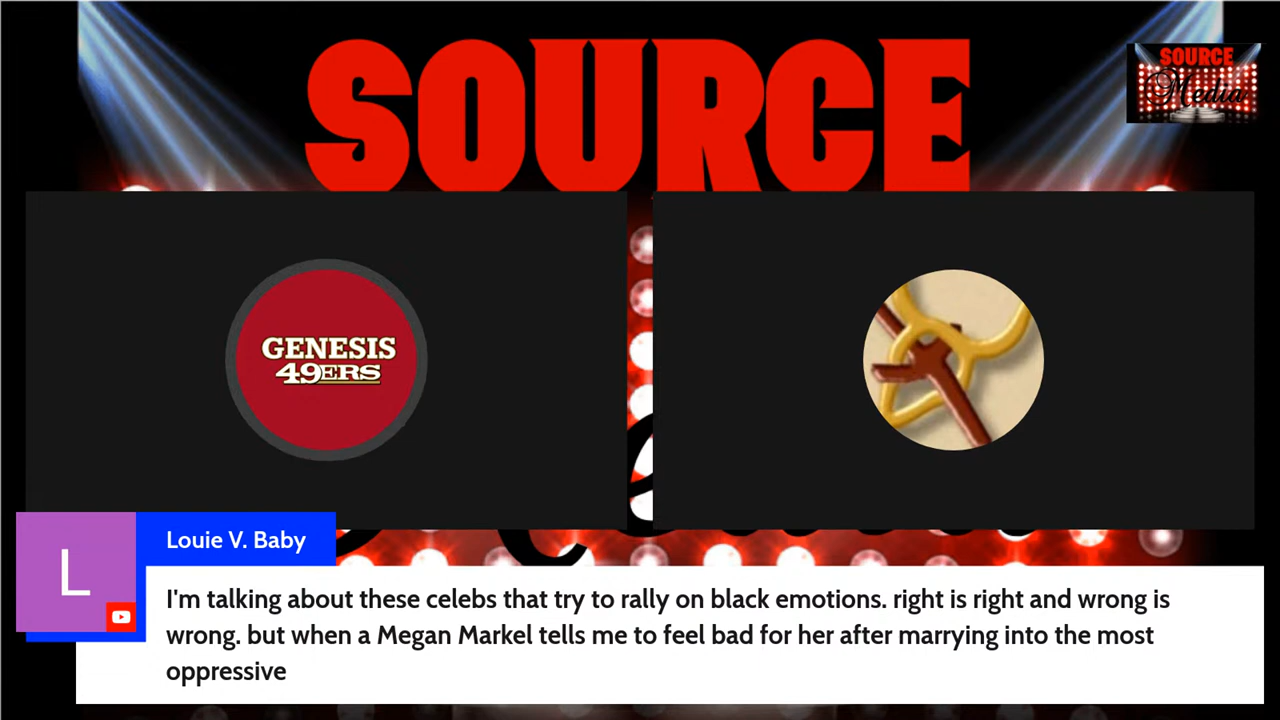 SOURCE
SOURCE
Media
GENESIS
49ERS
L
Louie V. Baby
I'm talking about these celebs that try to rally on black emotions. right is right and wrong is
wrong. but when a Megan Markel tells me to feel bad for her after marrying into the most
oppressive